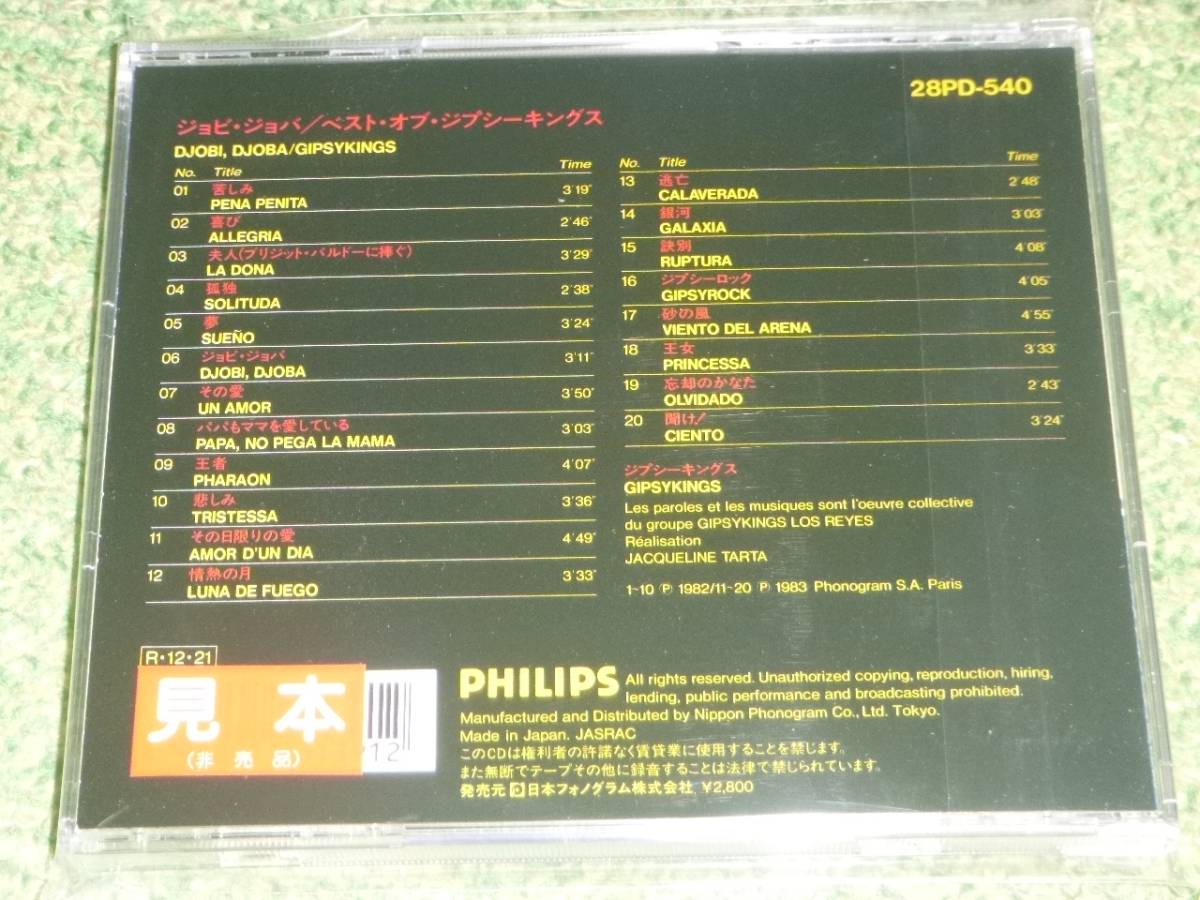 28PD-540
ジョビ・ジョバ/ベスト・オブ・ジプシーキングス
DJOBI, DJOBA/GIPSYKINGS
No. Title Time
01 苦しみ 3'19"
PENA PENITA
02 喜び 2'46"
ALLEGRIA
03 夫人(ブリジット・バルドーに捧ぐ) 3'29"
LA DONA
04 孤独 2'38"
SOLITUDA
05 夢 3'24"
SUEÑO
06 ジョビ・ジョバ 3'11"
DJOBI, DJOBA
07 その愛 3'50"
UN AMOR
08 パパもママを愛している 3'03"
PAPA, NO PEGA LA MAMA
09 王者 4'07"
PHARAON
10 悲しみ 3'36"
TRISTESSA
11 その日限りの愛 4'49"
AMOR D'UN DIA
12 情熱の月 3'33"
LUNA DE FUEGO
No. Title Time
13 逃亡 2'48"
CALAVERADA
14 銀河 3'03"
GALAXIA
15 訣別 4'08"
RUPTURA
16 ジプシーロック 4'05"
GIPSYROCK
17 砂の風 4'55"
VIENTO DEL ARENA
18 王女 3'33"
PRINCESSA
19 忘却のかなた 2'43"
OLVIDADO
20 聞け! 3'24"
CIENTO
ジプシーキングス
GIPSYKINGS
Les paroles et les musiques sont l'oeuvre collective
du groupe GIPSYKINGS LOS REYES
Réalisation
JACQUELINE TARTA
1~10 Ⓟ 1982/11~20 Ⓟ 1983 Phonogram S.A. Paris
R・12・21
見本
(非売品)
12
PHILIPS
All rights reserved. Unauthorized copying, reproduction, hiring,
lending, public performance and broadcasting prohibited.
Manufactured and Distributed by Nippon Phonogram Co., Ltd. Tokyo.
Made in Japan. JASRAC
このCDは権利者の許諾なく賃貸業に使用することを禁じます。
また無断でテープその他に録音することは法律で禁じられています。
発売元 日本フォノグラム株式会社 ¥2,800